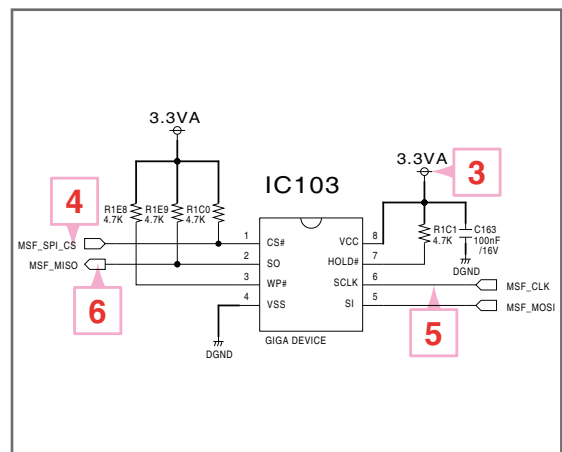 3.3VA
3.3VA
3
IC103
4
R1E8
4.7K
R1E9
4.7K
R1C0
4.7K
R1C1
4.7K
C163
100nF
/16V
MSF_SPI_CS
1
CS#
VCC
8
MSF_MISO
2
SO
HOLD#
7
DGND
6
3
WP#
SCLK
6
MSF_CLK
4
VSS
SI
5
5
MSF_MOSI
DGND
GIGA DEVICE